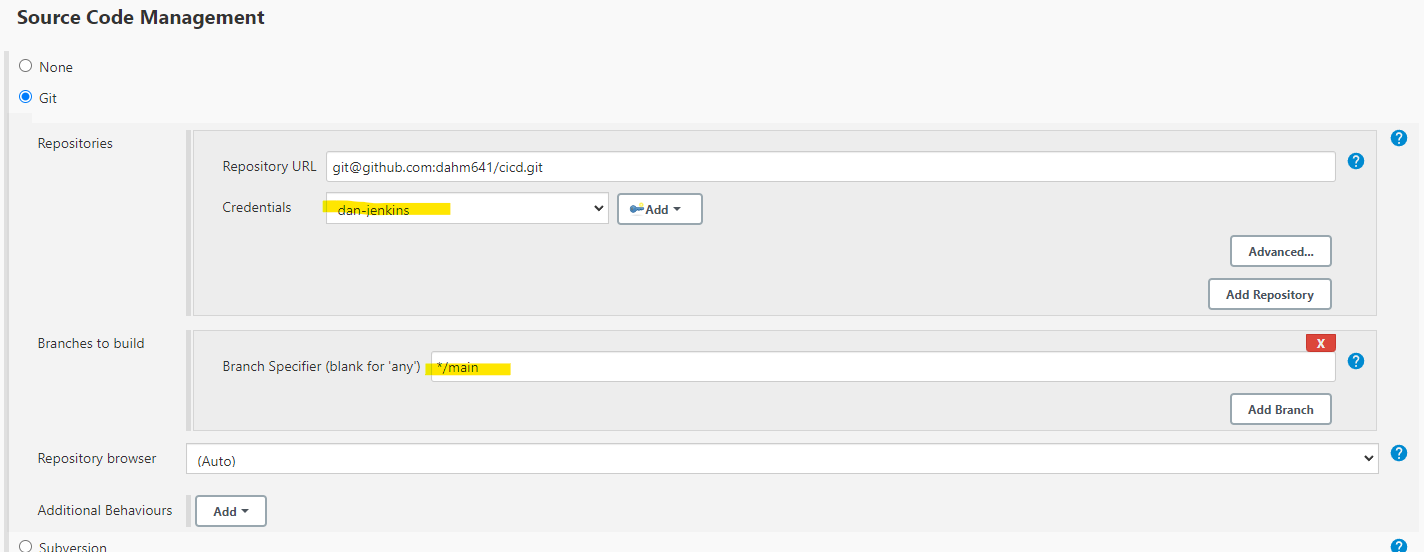 Source Code Management
None
Git
Repositories
?
Repository URL git@github.com:dahm641/cicd.git ?
Credentials dan-jenkins Add
Advanced...
Add Repository
Branches to build
X
Branch Specifier (blank for 'any') */main ?
Add Branch
Repository browser (Auto) ?
Additional Behaviours Add
Subversion ?